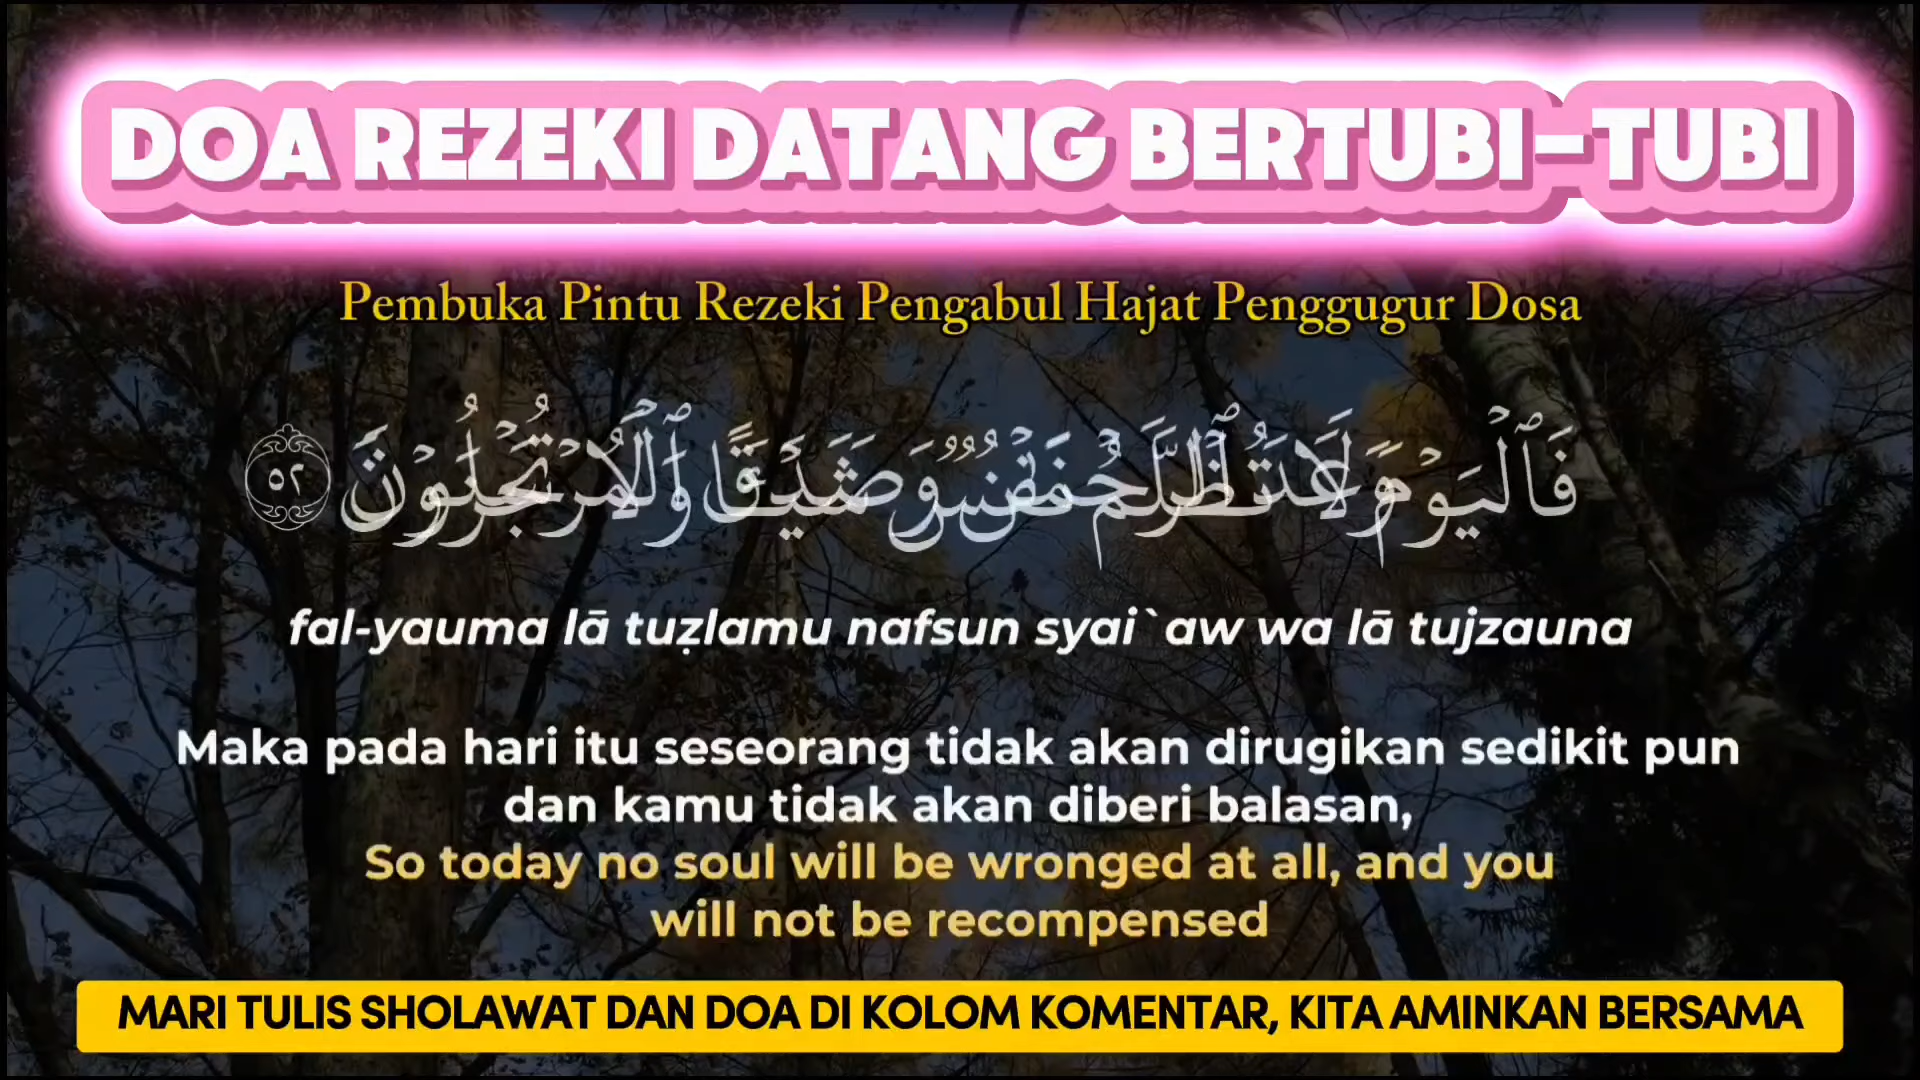 DOA REZEKI DATANG BERTUBI-TUBI
Pembuka Pintu Rezeki Pengabul Hajat Penggugur Dosa
٥٢
fal-yauma lā tuẓlamu nafsun syai`aw wa lā tujzauna
Maka pada hari itu seseorang tidak akan dirugikan sedikit pun
dan kamu tidak akan diberi balasan,
So today no soul will be wronged at all, and you
will not be recompensed
MARI TULIS SHOLAWAT DAN DOA DI KOLOM KOMENTAR, KITA AMINKAN BERSAMA